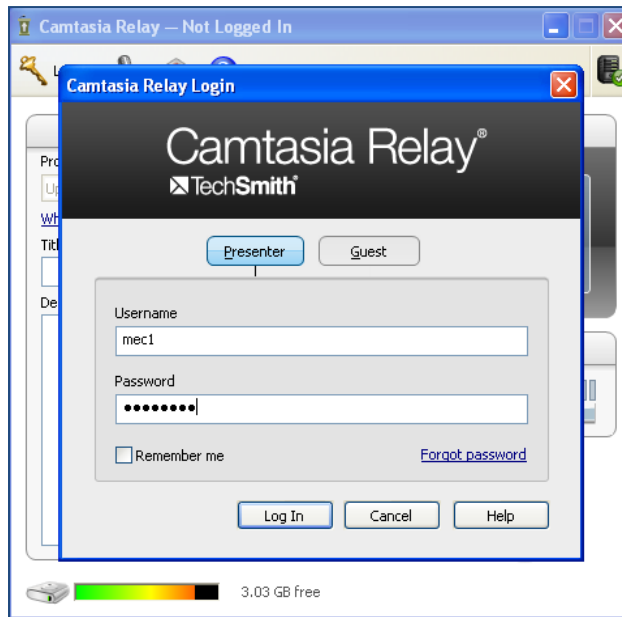 Camtasia Relay — Not Logged In
Camtasia Relay Login
Camtasia Relay®
TechSmith®
Presenter Guest
Username
mec1
Password
••••••••
Remember me Forgot password
Log In Cancel Help
3.03 GB free